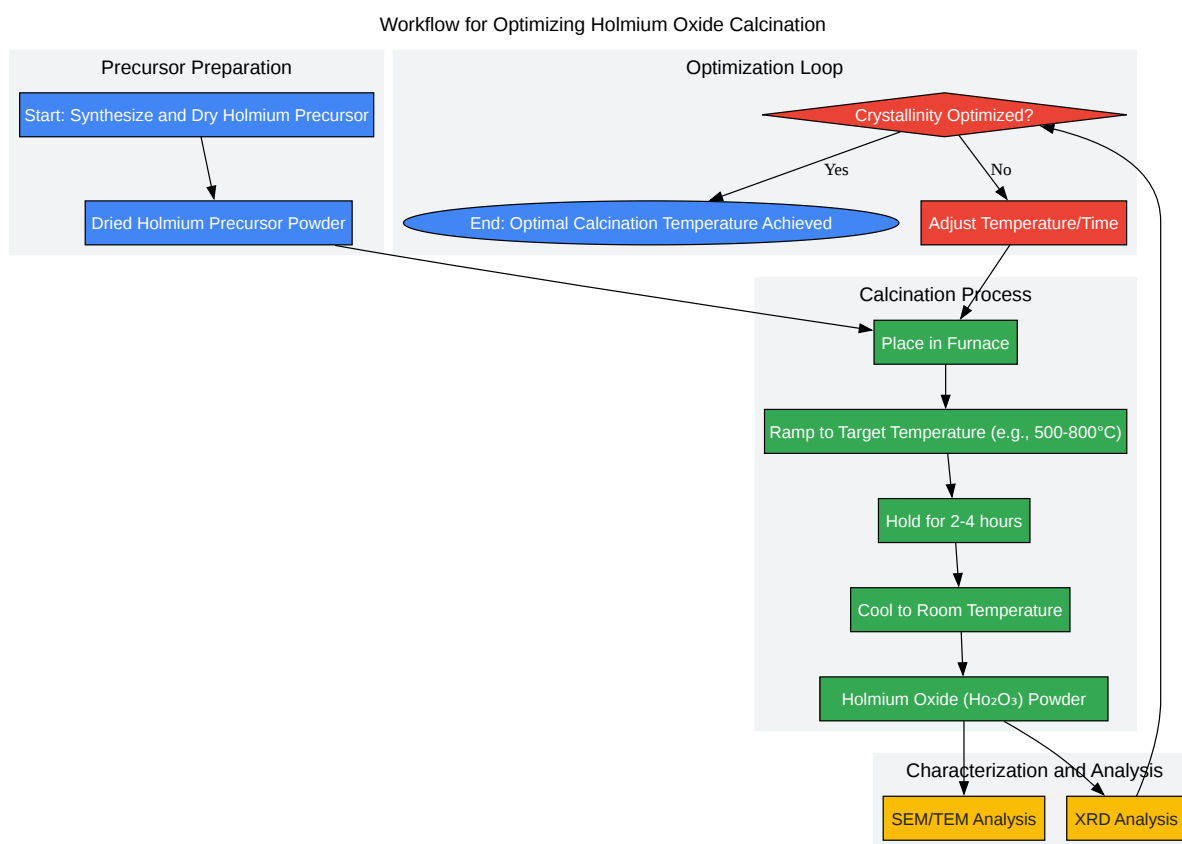 Workflow for Optimizing Holmium Oxide Calcination
Precursor Preparation
Start: Synthesize and Dry Holmium Precursor
Dried Holmium Precursor Powder
Optimization Loop
Crystallinity Optimized?
Yes
No
End: Optimal Calcination Temperature Achieved
Adjust Temperature/Time
Calcination Process
Place in Furnace
Ramp to Target Temperature (e.g., 500-800°C)
Hold for 2-4 hours
Cool to Room Temperature
Holmium Oxide (Ho₂O₃) Powder
Characterization and Analysis
SEM/TEM Analysis
XRD Analysis